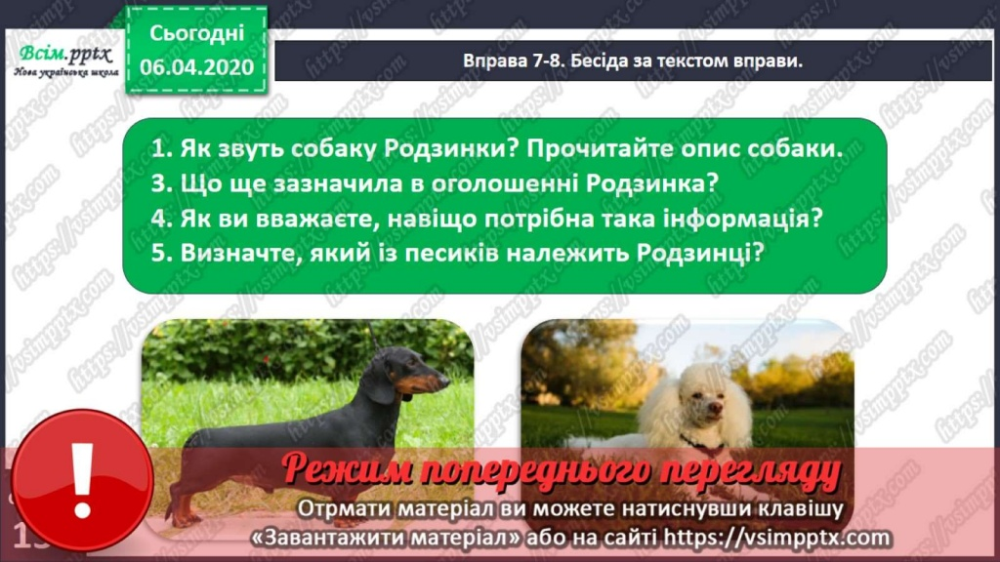 Всім.pptx
Нова українська школа
Сьогодні
06.04.2020
Вправа 7-8. Бесіда за текстом вправи.
1. Як звуть собаку Родзинки? Прочитайте опис собаки.
3. Що ще зазначила в оголошенні Родзинка?
4. Як ви вважаєте, навіщо потрібна така інформація?
5. Визначте, який із песиків належить Родзинці?
Режим попереднього перегляду
Отрмати матеріал ви можете натиснувши клавішу
«Завантажити матеріал» або на сайті https://vsimpptx.com